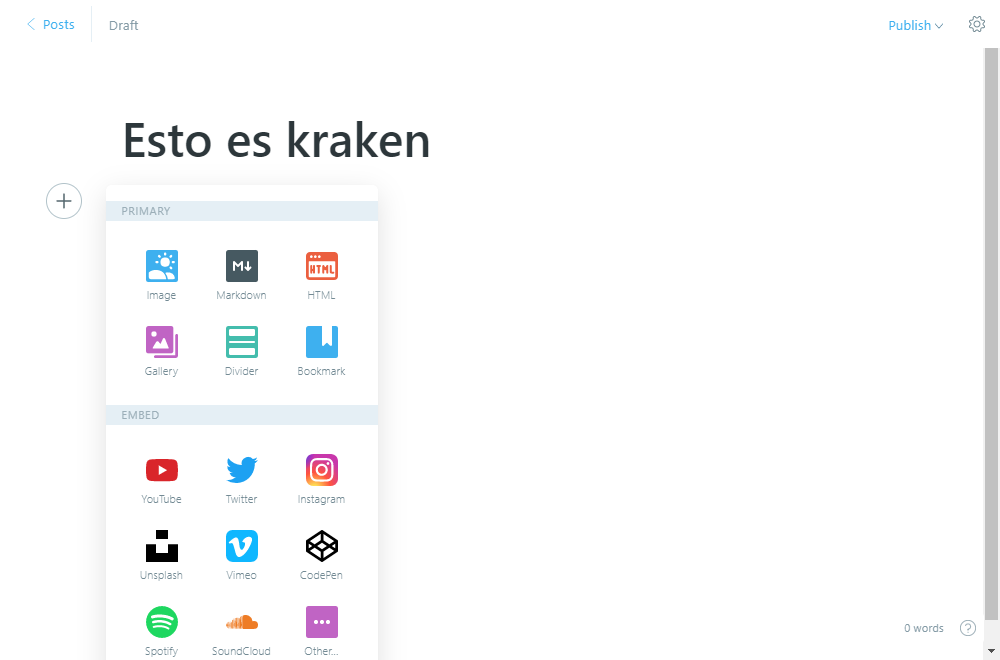 Posts Draft Publish
Esto es kraken
PRIMARY
Image Markdown HTML
Gallery Divider Bookmark
EMBED
YouTube Twitter Instagram
Unsplash Vimeo CodePen
Spotify SoundCloud Other...
0 words ?